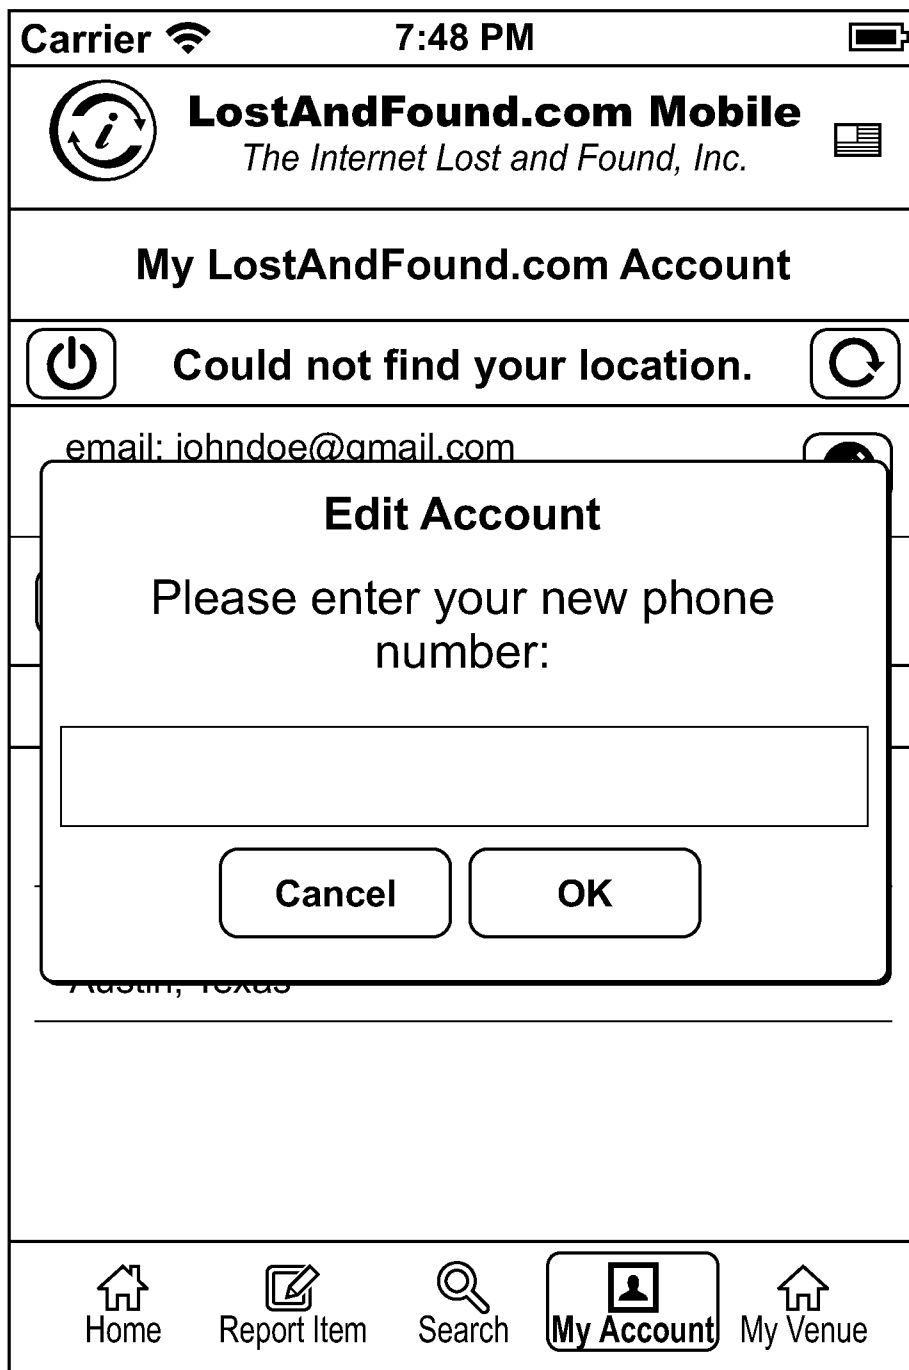 Carrier 7:48 PM
LostAndFound.com Mobile
The Internet Lost and Found, Inc.
My LostAndFound.com Account
Could not find your location.
email: johndoe@gmail.com
Edit Account
Please enter your new phone
number:
Cancel OK
Austin, Texas
Home Report Item Search My Account My Venue